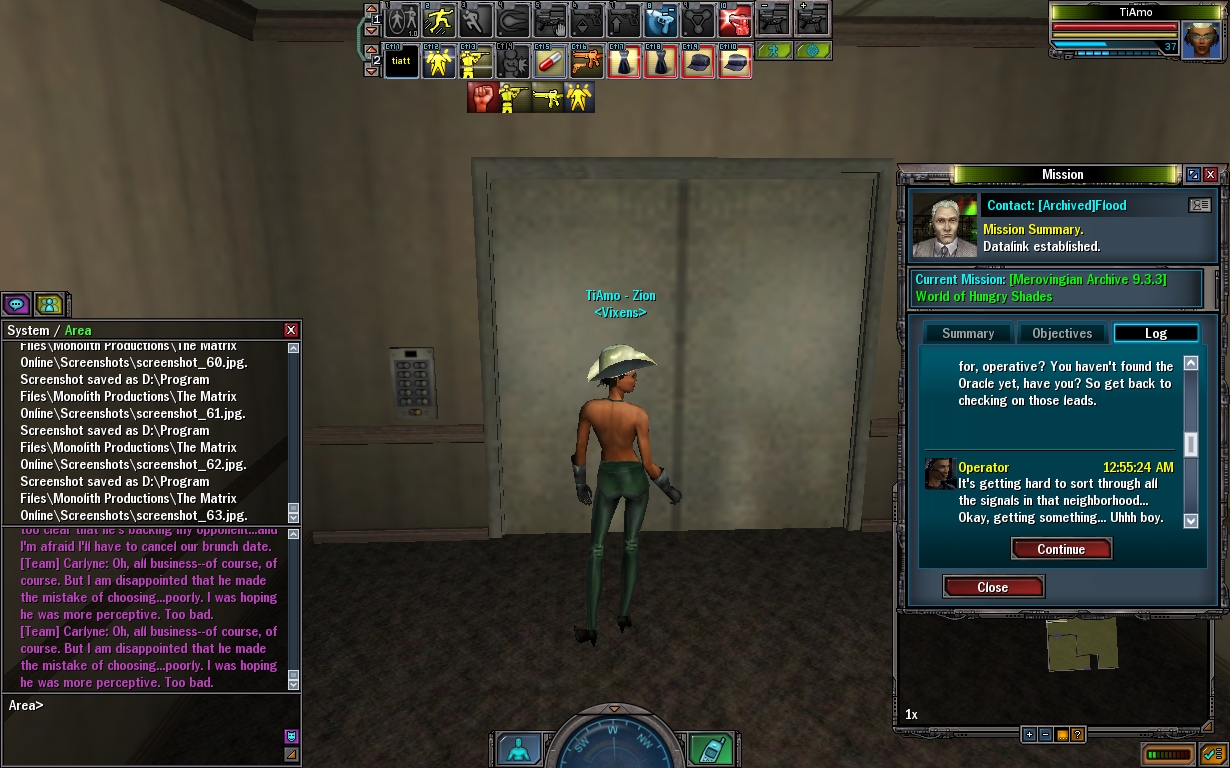 1
2
Ctrl1
Ctrl2
Ctrl3
Ctrl4
Ctrl5
Ctrl6
tiatt
TiAmo
37
TiAmo - Zion
<Vixens>
Mission
Contact: [Archived]Flood
Mission Summary.
Datalink established.
Current Mission: [Merovingian Archive 9.3.3]
World of Hungry Shades
Summary
Objectives
Log
for, operative? You haven't found the
Oracle yet, have you? So get back to
checking on those leads.
Operator 12:55:24 AM
It's getting hard to sort through all
the signals in that neighborhood...
Okay, getting something... Uhhh boy.
Continue
Close
1x
System / Area
Files\Monolith Productions\The Matrix
Online\Screenshots\screenshot_60.jpg.
Screenshot saved as D:\Program
Files\Monolith Productions\The Matrix
Online\Screenshots\screenshot_61.jpg.
Screenshot saved as D:\Program
Files\Monolith Productions\The Matrix
Online\Screenshots\screenshot_62.jpg.
Screenshot saved as D:\Program
Files\Monolith Productions\The Matrix
Online\Screenshots\screenshot_63.jpg.
too clear that he's backing my opponent...and
I'm afraid I'll have to cancel our brunch date.
[Team] Carlyne: Oh, all business--of course, of
course. But I am disappointed that he made
the mistake of choosing...poorly. I was hoping
he was more perceptive. Too bad.
[Team] Carlyne: Oh, all business--of course, of
course. But I am disappointed that he made
the mistake of choosing...poorly. I was hoping
he was more perceptive. Too bad.
Area>
SW
W
NW